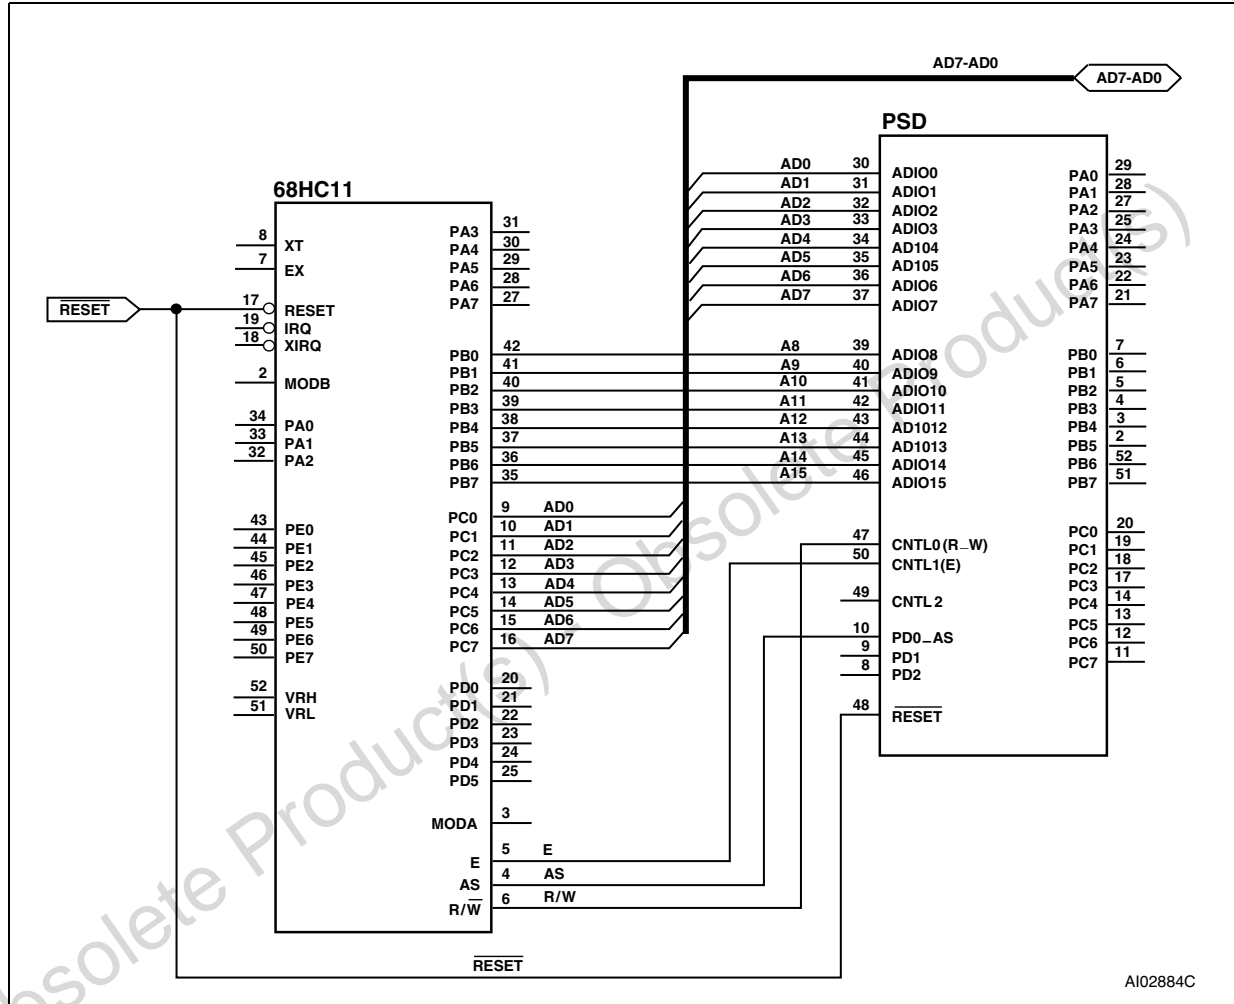 AD7-AD0
AD7-AD0
PSD
68HC11
RESET
8 XT
7 EX
17 RESET
19 IRQ
18 XIRQ
2 MODB
34 PA0
33 PA1
32 PA2
43 PE0
44 PE1
45 PE2
46 PE3
47 PE4
48 PE5
49 PE6
50 PE7
52 VRH
51 VRL
PA3 31
PA4 30
PA5 29
PA6 28
PA7 27
PB0 42
PB1 41
PB2 40
PB3 39
PB4 38
PB5 37
PB6 36
PB7 35
PC0 9 AD0
PC1 10 AD1
PC2 11 AD2
PC3 12 AD3
PC4 13 AD4
PC5 14 AD5
PC6 15 AD6
PC7 16 AD7
PD0 20
PD1 21
PD2 22
PD3 23
PD4 24
PD5 25
MODA 3
E 5 E
AS 4 AS
R/W 6 R/W
AD0 30 ADIO0
AD1 31 ADIO1
AD2 32 ADIO2
AD3 33 ADIO3
AD4 34 AD104
AD5 35 AD105
AD6 36 ADIO6
AD7 37 ADIO7
A8 39 ADIO8
A9 40 ADIO9
A10 41 ADIO10
A11 42 ADIO11
A12 43 AD1012
A13 44 AD1013
A14 45 ADIO14
A15 46 ADIO15
47 CNTL0(R_W)
50 CNTL1(E)
49 CNTL 2
10 PD0_AS
9 PD1
8 PD2
48 RESET
PA0 29
PA1 28
PA2 27
PA3 25
PA4 24
PA5 23
PA6 22
PA7 21
PB0 7
PB1 6
PB2 5
PB3 4
PB4 3
PB5 2
PB6 52
PB7 51
PC0 20
PC1 19
PC2 18
PC3 17
PC4 14
PC5 13
PC6 12
PC7 11
RESET
AI02884C
Obsolete Product(s) - Obsolete Product(s)